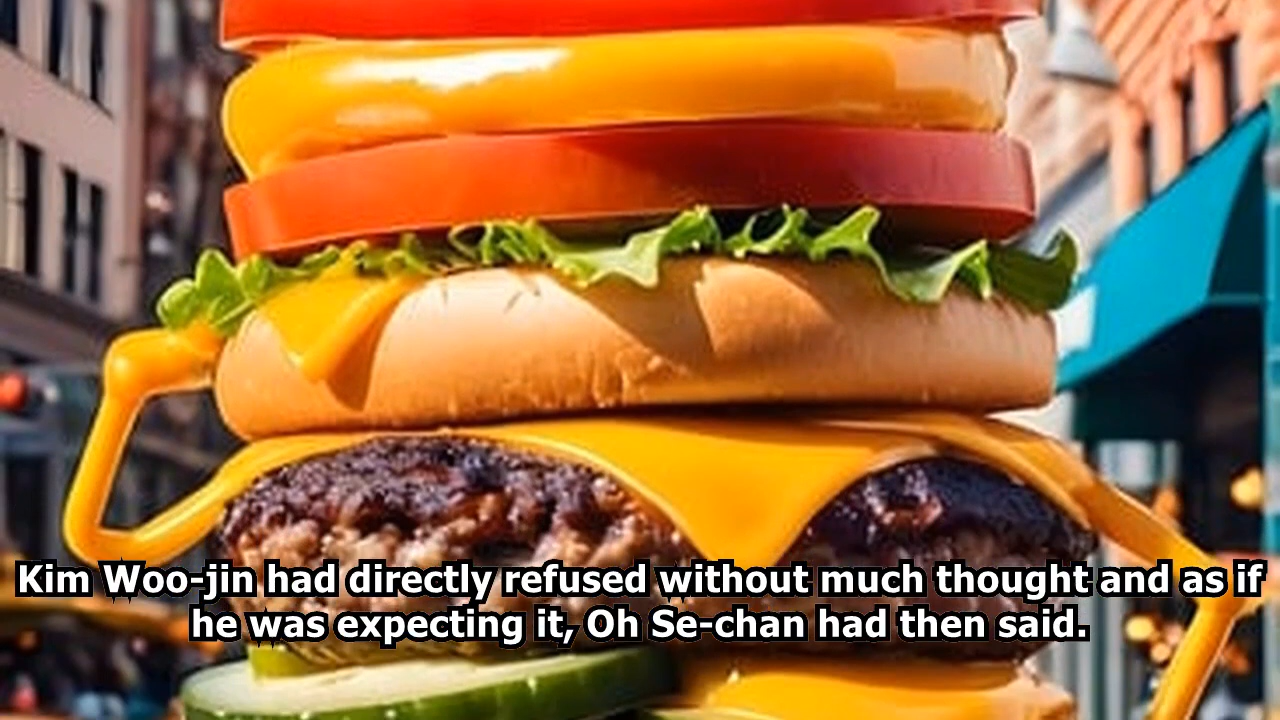 Kim Woo-jin had directly refused without much thought and as if
he was expecting it, Oh Se-chan had then said.